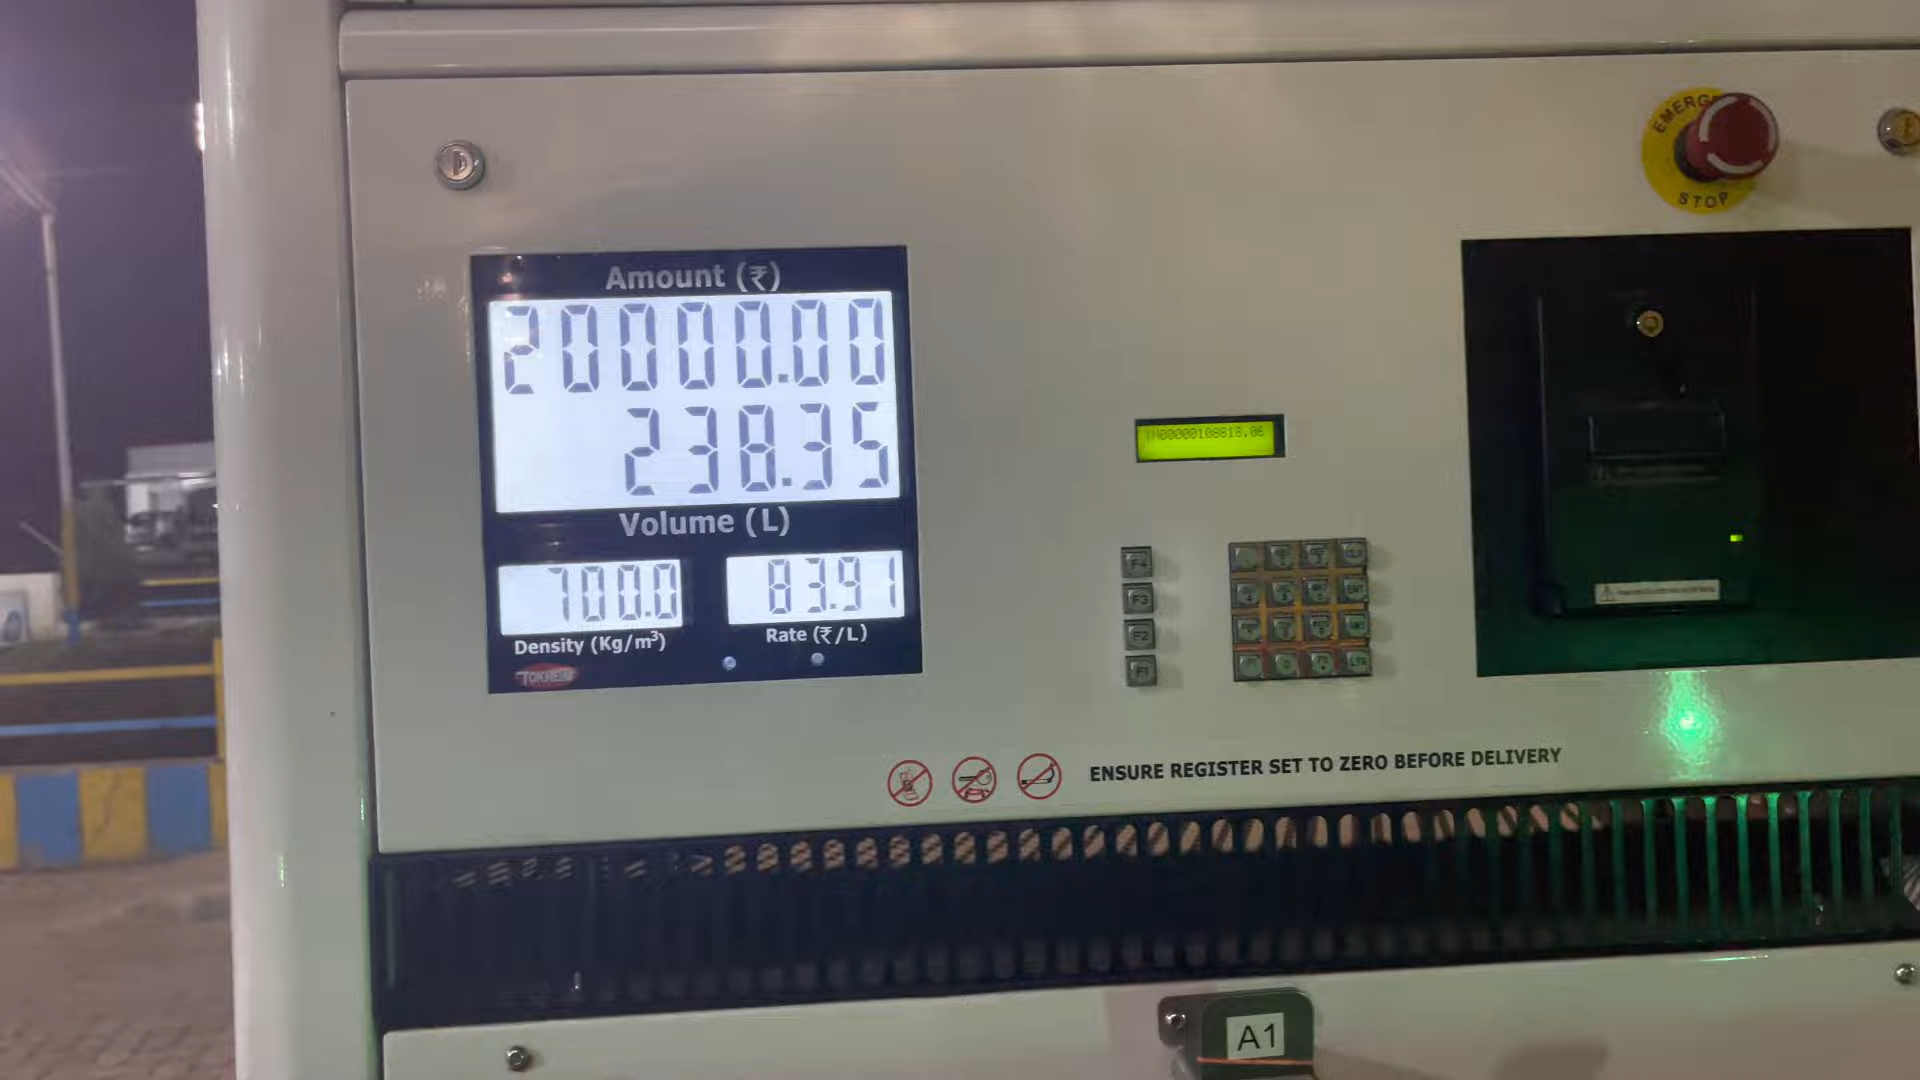 EMERGE
STOP
Amount (₹)
20000.00
238.35
Volume (L)
700.0
83.91
Density (Kg/m³)
Rate (₹/L)
TOKHEIM
F4
F3
F2
F1
ENSURE REGISTER SET TO ZERO BEFORE DELIVERY
A1